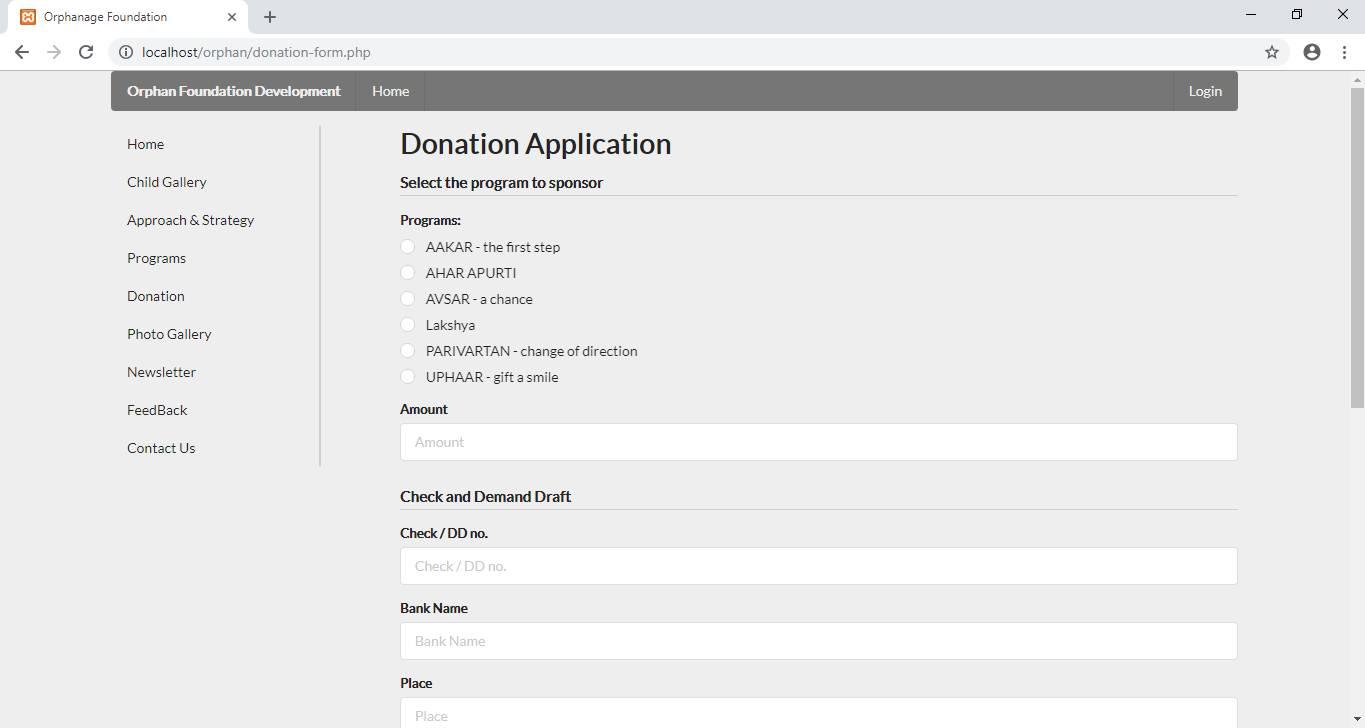 Orphanage Foundation
localhost/orphan/donation-form.php
Orphan Foundation Development Home Login
Home
Child Gallery
Approach & Strategy
Programs
Donation
Photo Gallery
Newsletter
FeedBack
Contact Us
Donation Application
Select the program to sponsor
Programs:
AAKAR - the first step
AHAR APURTI
AVSAR - a chance
Lakshya
PARIVARTAN - change of direction
UPHAAR - gift a smile
Amount
Amount
Check and Demand Draft
Check / DD no.
Check / DD no.
Bank Name
Bank Name
Place
Place